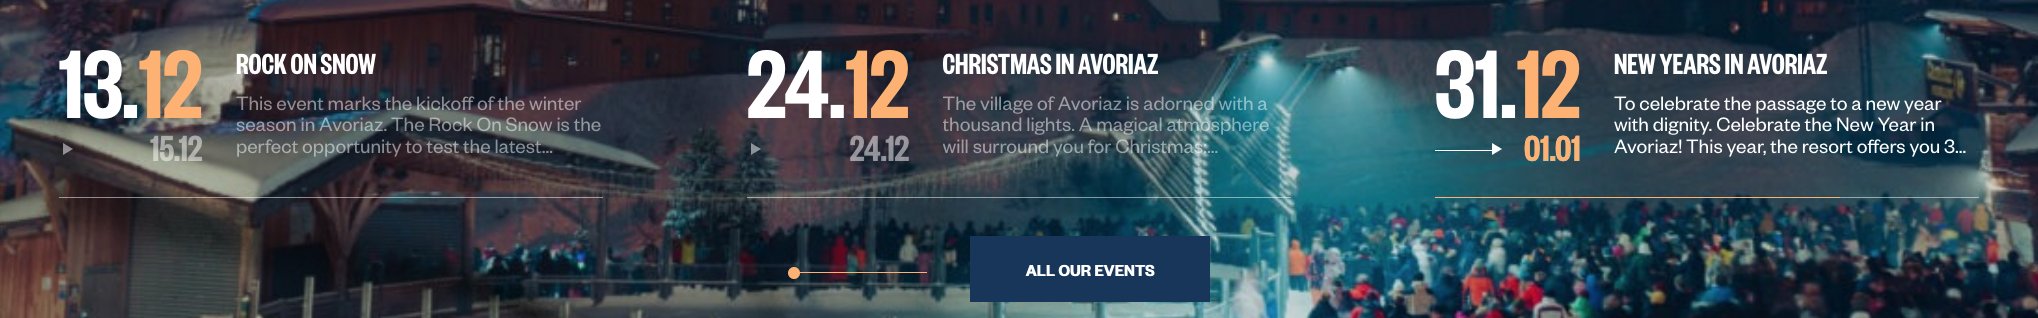 13.12
15.12
ROCK ON SNOW
This event marks the kickoff of the winter
season in Avoriaz. The Rock On Snow is the
perfect opportunity to test the latest...
24.12
24.12
CHRISTMAS IN AVORIAZ
The village of Avoriaz is adorned with a
thousand lights. A magical atmosphere
will surround you for Christmas:...
31.12
01.01
NEW YEARS IN AVORIAZ
To celebrate the passage to a new year
with dignity. Celebrate the New Year in
Avoriaz! This year, the resort offers you 3...
ALL OUR EVENTS